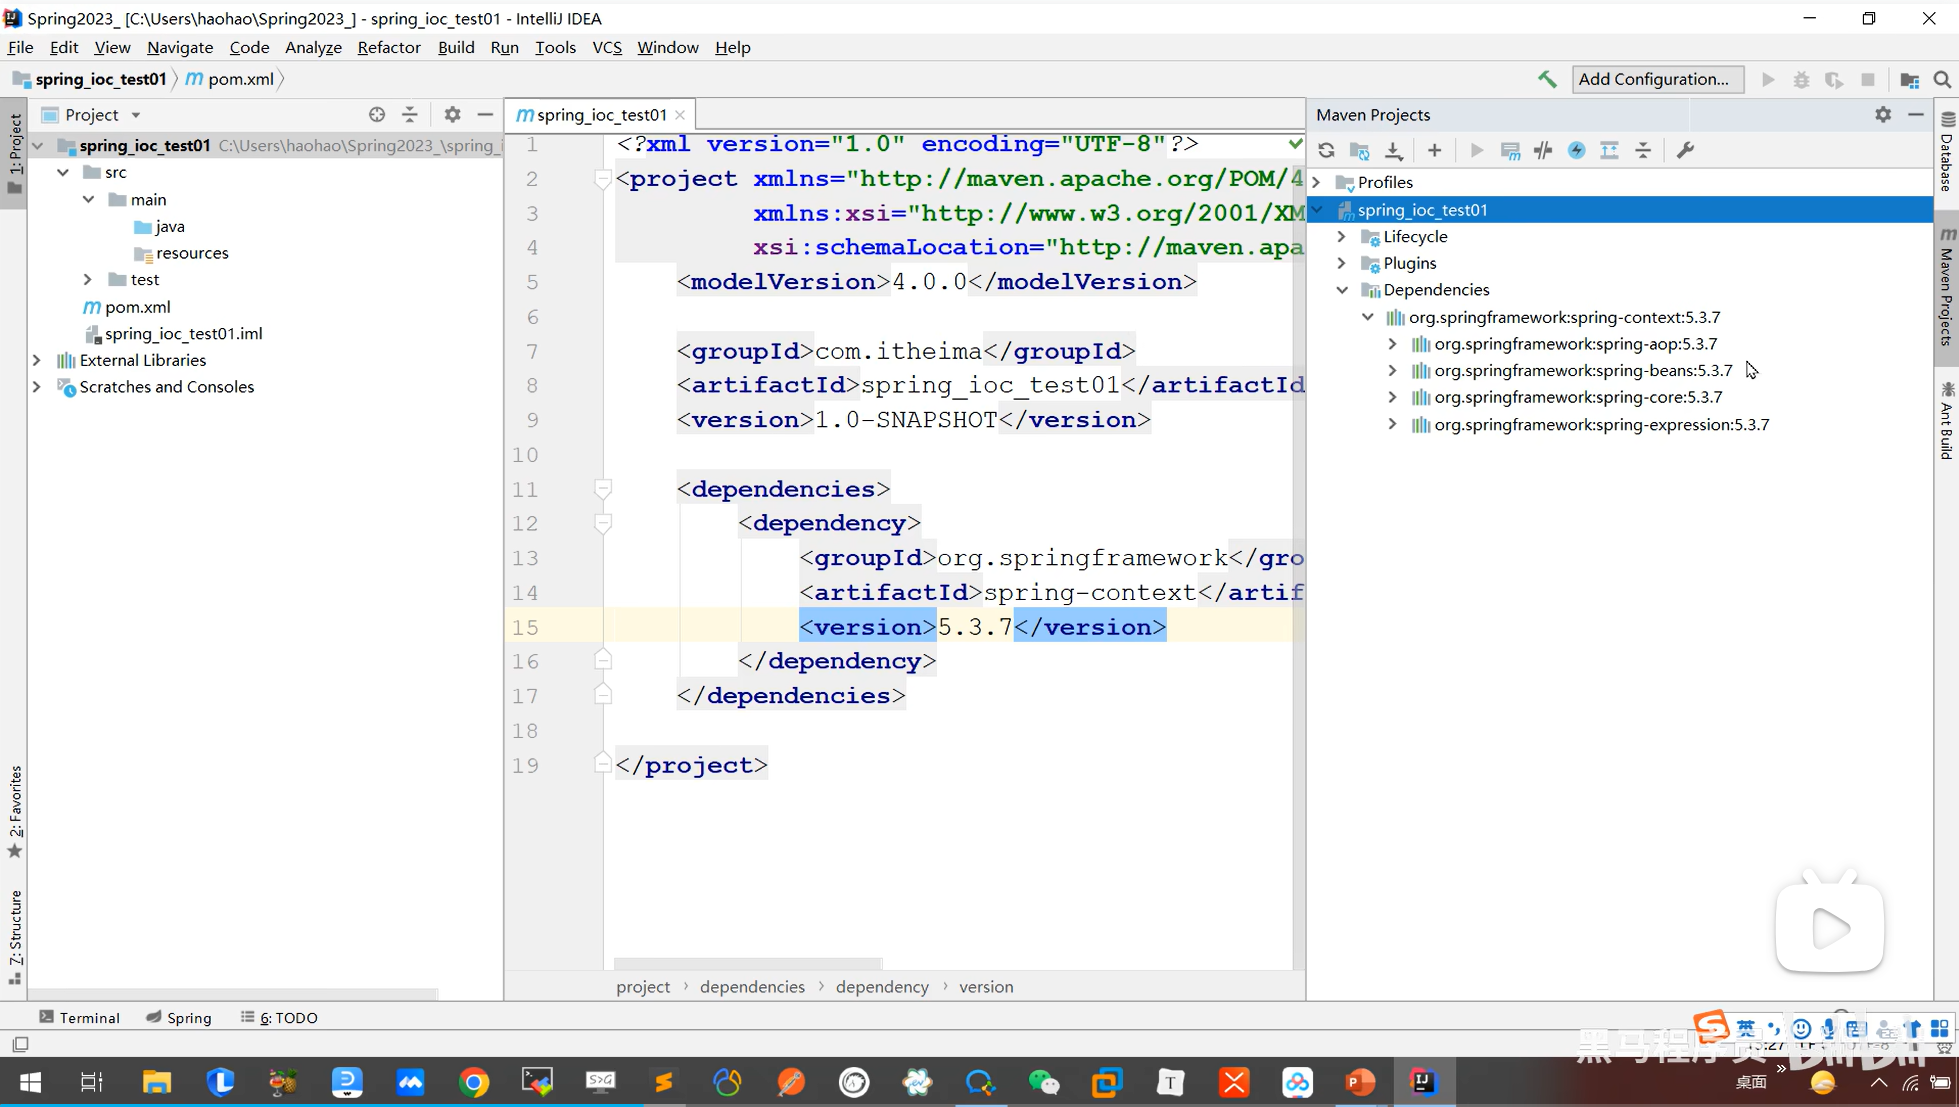 Spring2023_ [C:\Users\haohao\Spring2023_] - spring_ioc_test01 - IntelliJ IDEA
File Edit View Navigate Code Analyze Refactor Build Run Tools VCS Window Help
spring_ioc_test01 pom.xml
Add Configuration...
Project
spring_ioc_test01 C:\Users\haohao\Spring2023_\spring_i
src
main
java
resources
test
pom.xml
spring_ioc_test01.iml
External Libraries
Scratches and Consoles
1: Project
2: Favorites
7: Structure
spring_ioc_test01
1 <?xml version="1.0" encoding="UTF-8"?>
2 <project xmlns="http://maven.apache.org/POM/4
3 xmlns:xsi="http://www.w3.org/2001/XM
4 xsi:schemaLocation="http://maven.apa
5 <modelVersion>4.0.0</modelVersion>
6
7 <groupId>com.itheima</groupId>
8 <artifactId>spring_ioc_test01</artifactId
9 <version>1.0-SNAPSHOT</version>
10
11 <dependencies>
12 <dependency>
13 <groupId>org.springframework</gro
14 <artifactId>spring-context</artif
15 <version>5.3.7</version>
16 </dependency>
17 </dependencies>
18
19 </project>
project › dependencies › dependency › version
Maven Projects
Profiles
spring_ioc_test01
Lifecycle
Plugins
Dependencies
org.springframework:spring-context:5.3.7
org.springframework:spring-aop:5.3.7
org.springframework:spring-beans:5.3.7
org.springframework:spring-core:5.3.7
org.springframework:spring-expression:5.3.7
Database
Maven Projects
Ant Build
Terminal Spring 6: TODO
英
黑马程序员 bilibili
桌面